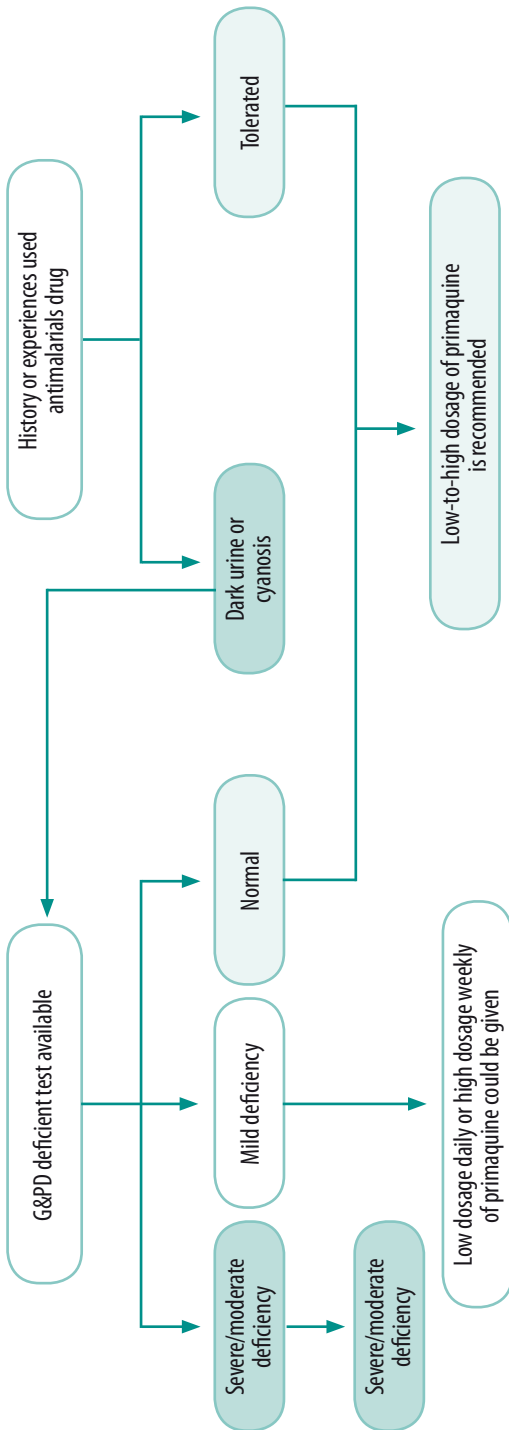 G&PD deficient test available
History or experiences used
antimalarials drug
Severe/moderate
deficiency
Mild deficiency
Normal
Dark urine or
cyanosis
Tolerated
Severe/moderate
deficiency
Low dosage daily or high dosage weekly
of primaquine could be given
Low-to-high dosage of primaquine
is recommended